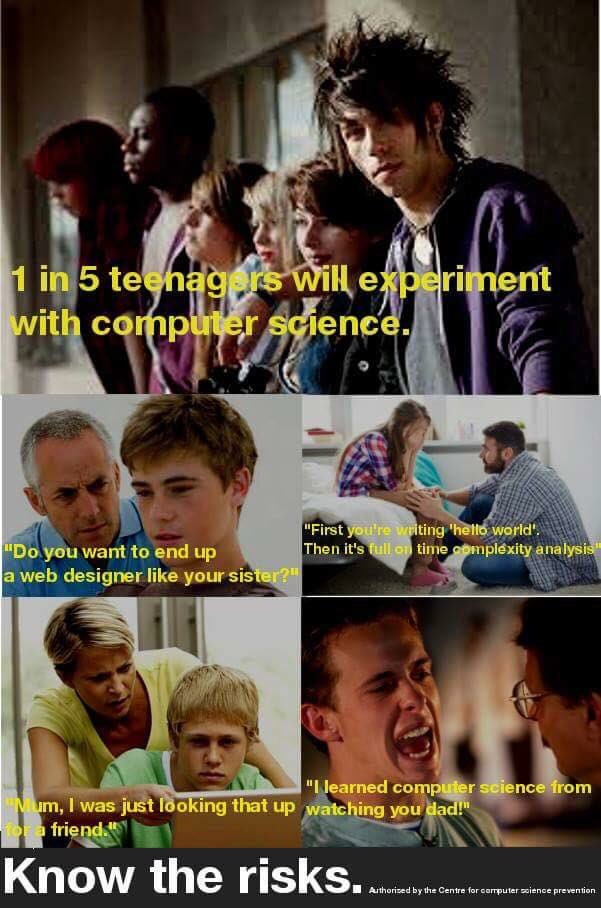 1 in 5 teenagers will experiment
with computer science.
"Do you want to end up
a web designer like your sister?"
"First you're writing 'hello world'.
Then it's full on time complexity analysis"
"Mum, I was just looking that up
for a friend."
"I learned computer science from
watching you dad!"
Know the risks.
Authorised by the Centre for computer science prevention